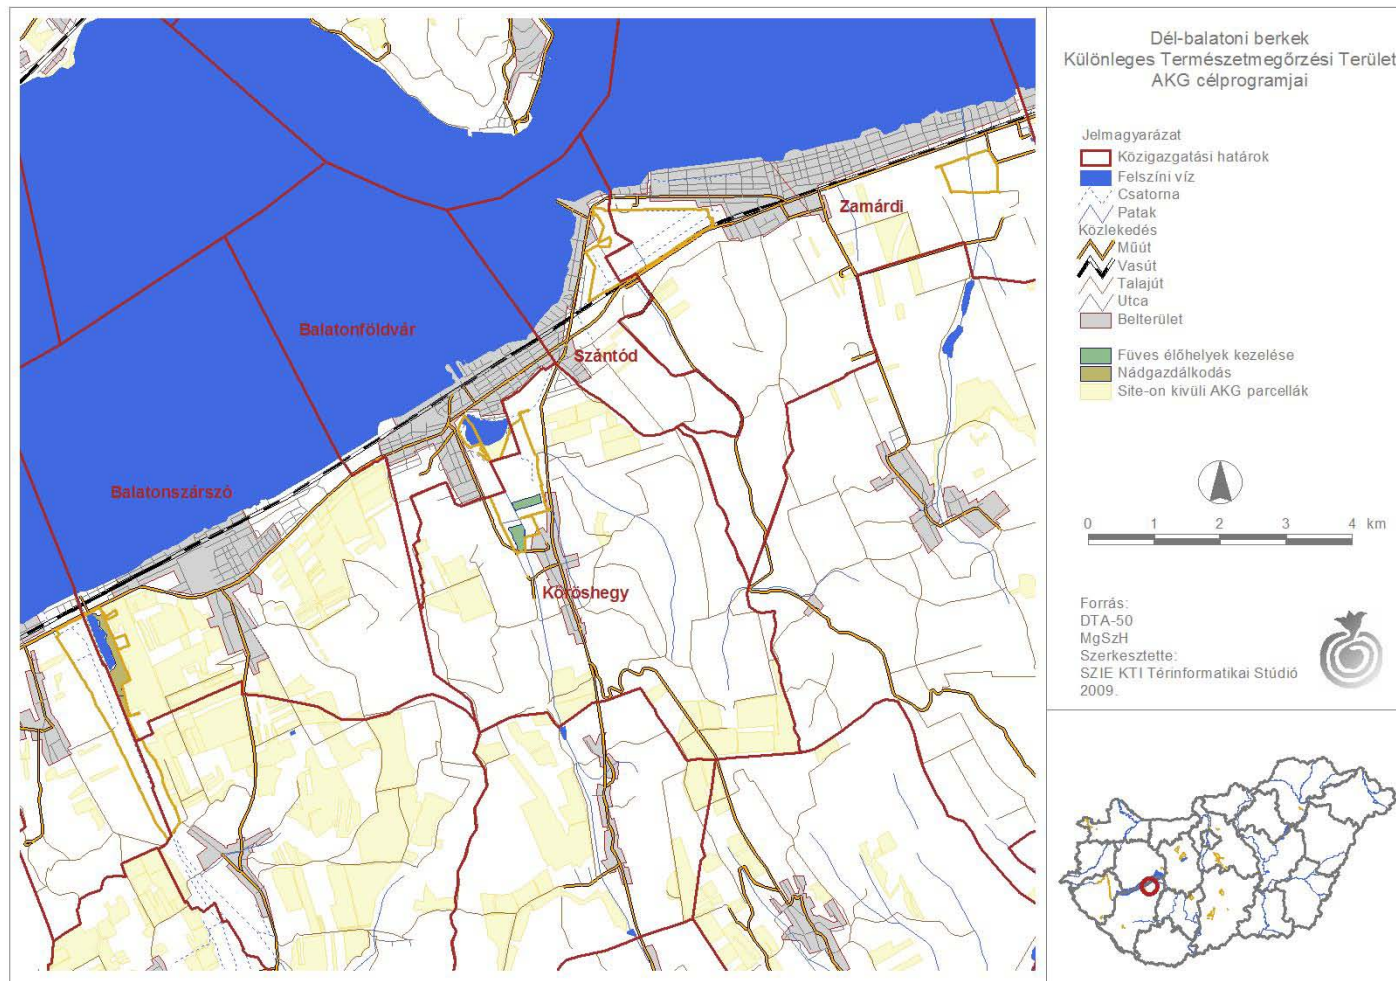 Dél-balatoni berkek
Különleges Természetmegőrzési Terület
AKG célprogramjai
Jelmagyarázat
Közigazgatási határok
Felszíni víz
Csatorna
Patak
Közlekedés
Műút
Vasút
Talajút
Utca
Belterület
Füves élőhelyek kezelése
Nádgazdálkodás
Site-on kivüli AKG parcellák
0 1 2 3 4 km
Forrás:
DTA-50
MgSzH
Szerkesztette:
SZIE KTI Térinformatikai Stúdió
2009.
Zamárdi
Balatonföldvár
Szántód
Balatonszárszó
Kőröshegy